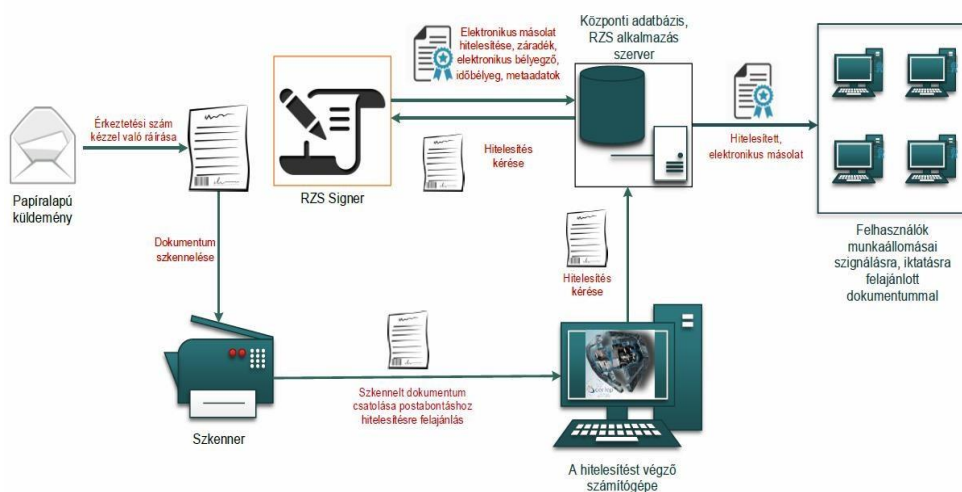 Központi adatbázis,
RZS alkalmazás
szerver
Elektronikus másolat
hitelesítése, záradék,
elektronikus bélyegző,
időbélyeg, metaadatok
Érkeztetési szám
kézzel való ráírása
Hitelesítés
kérése
Hitelesített,
elektronikus másolat
RZS Signer
Papíralapú
küldemény
Felhasználók
munkaállomásai
szignálásra, iktatásra
felajánlott
dokumentummal
Dokumentum
szkennelése
Hitelesítés
kérése
Szkennelt dokumentum
csatolása postabontáshoz
hitelesítésre felajánlás
Szkenner
A hitelesítést végző
számítógépe